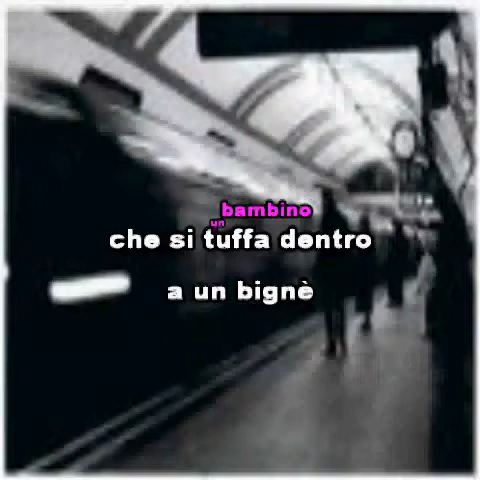 bambino
un
che si tuffa dentro
a un bignè